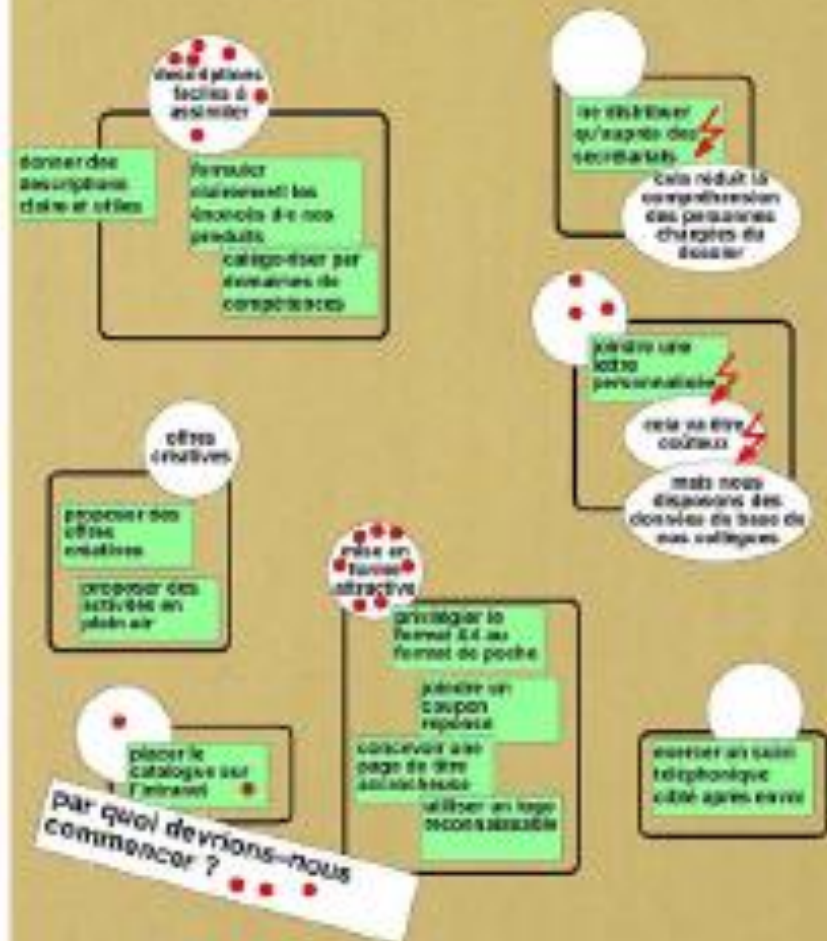 descriptions
faciles à
assimiler
donner des
descriptions
claire et utiles
formuler
clairement les
énoncés de nos
produits
catégoriser par
domaines de
compétences
ne distribuer
qu'auprès des
secrétariats
cela réduit la
compréhension
des personnes
chargées du
dossier
joindre une
lettre
personnalisée
cela va être
coûteux
mais nous
disposons des
données de base de
nos collègues
offres
créatives
proposer des
offres
créatives
proposer des
activités en
plein air
mise en
forme
attractive
privilégier le
format A4 au
format de poche
joindre un
coupon
réponse
concevoir une
page de titre
accrocheuse
utiliser un logo
reconnaissable
placer le
catalogue sur
l'intranet
un suivi
téléphonique
ciblé après envoi
par quoi devrions-nous
commencer ?